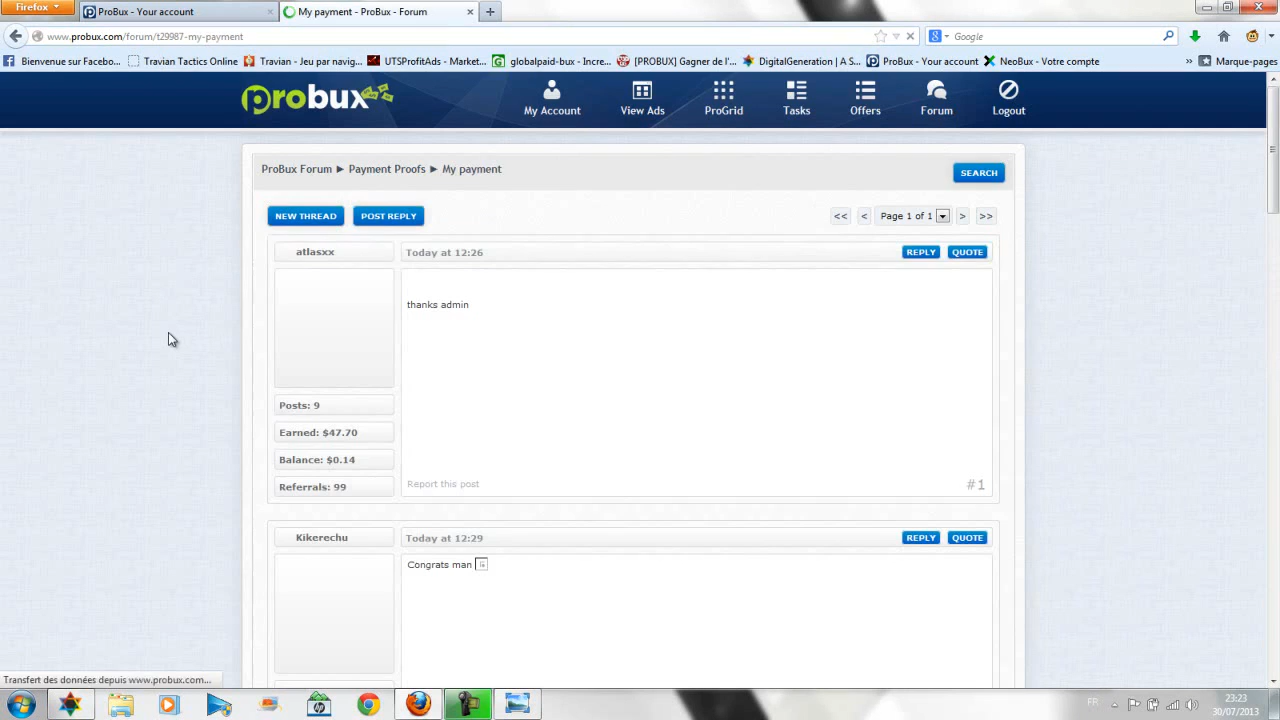 Firefox
ProBux - Your account
My payment - ProBux - Forum
www.probux.com/forum/t29987-my-payment
Google
Bienvenue sur Facebo...
Travian Tactics Online
Travian - Jeu par navig...
UTSProfitAds - Market...
globalpaid-bux - Incre...
[PROBUX] Gagner de l'...
DigitalGeneration | A S...
ProBux - Your account
NeoBux - Votre compte
»
Marque-pages
probux
My Account
View Ads
ProGrid
Tasks
Offers
Forum
Logout
ProBux Forum ► Payment Proofs ► My payment
SEARCH
NEW THREAD
POST REPLY
<< < Page 1 of 1 > >>
atlasxx
Today at 12:26
REPLY
QUOTE
thanks admin
Posts: 9
Earned: $47.70
Balance: $0.14
Referrals: 99
Report this post
#1
Kikerechu
Today at 12:29
REPLY
QUOTE
Congrats man
Transfert des données depuis www.probux.com...
FR
23:23
30/07/2013